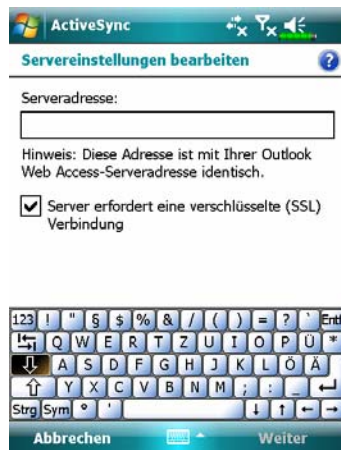 ActiveSync
Servereinstellungen bearbeiten ?
Serveradresse:
Hinweis: Diese Adresse ist mit Ihrer Outlook
Web Access-Serveradresse identisch.
Server erfordert eine verschlüsselte (SSL)
Verbindung
123 ! " § $ % & / ( ) = ? ` Entf
Q W E R T Z U I O P Ü *
A S D F G H J K L Ö Ä
Y X C V B N M ; : _
Strg Sym ° '
Abbrechen Weiter